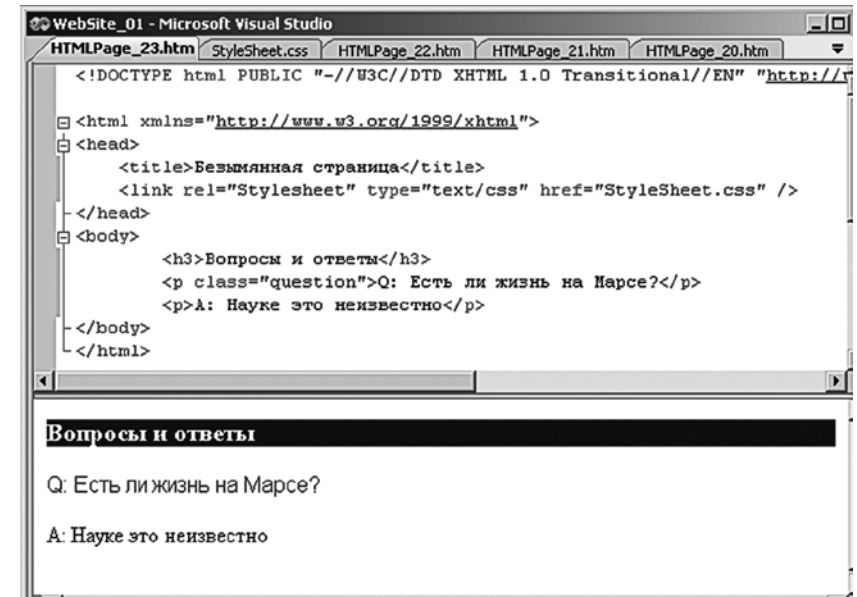 WebSite_01 - Microsoft Visual Studio
HTMLPage_23.htm StyleSheet.css HTMLPage_22.htm HTMLPage_21.htm HTMLPage_20.htm
<!DOCTYPE html PUBLIC "-//W3C//DTD XHTML 1.0 Transitional//EN" "http://
<html xmlns="http://www.w3.org/1999/xhtml">
<head>
<title>Безымянная страница</title>
<link rel="Stylesheet" type="text/css" href="StyleSheet.css" />
</head>
<body>
<h3>Вопросы и ответы</h3>
<p class="question">Q: Есть ли жизнь на Марсе?</p>
<p>A: Науке это неизвестно</p>
</body>
</html>
Вопросы и ответы
Q: Есть ли жизнь на Марсе?
A: Науке это неизвестно